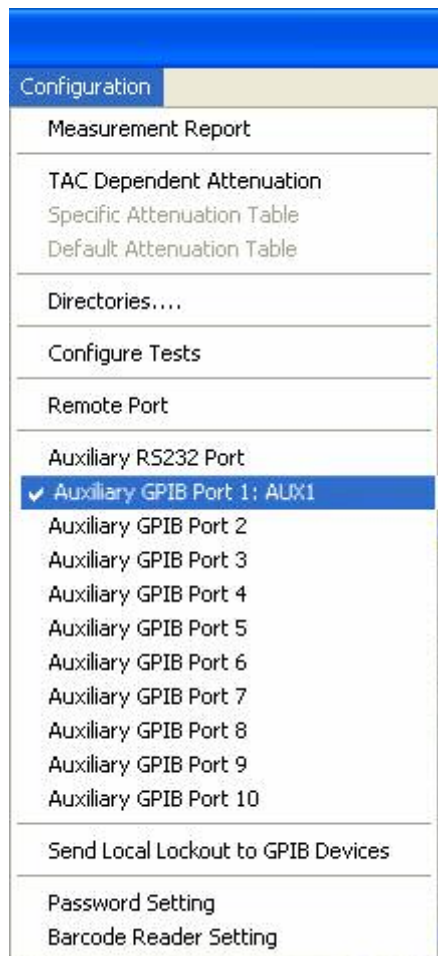 Configuration
Measurement Report
TAC Dependent Attenuation
Specific Attenuation Table
Default Attenuation Table
Directories....
Configure Tests
Remote Port
Auxiliary RS232 Port
Auxiliary GPIB Port 1: AUX1
Auxiliary GPIB Port 2
Auxiliary GPIB Port 3
Auxiliary GPIB Port 4
Auxiliary GPIB Port 5
Auxiliary GPIB Port 6
Auxiliary GPIB Port 7
Auxiliary GPIB Port 8
Auxiliary GPIB Port 9
Auxiliary GPIB Port 10
Send Local Lockout to GPIB Devices
Password Setting
Barcode Reader Setting